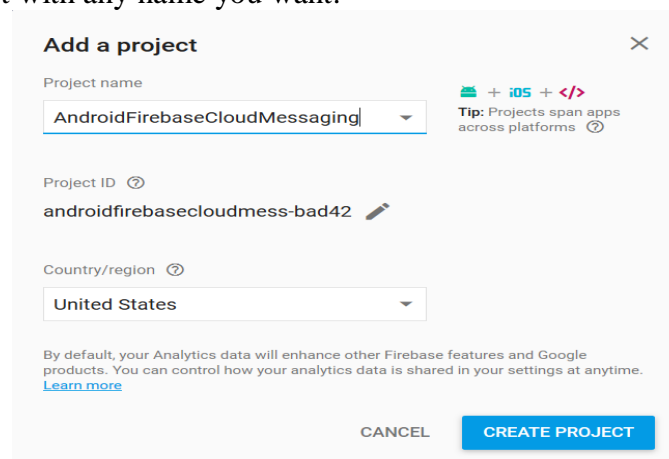 t with any name you want.
Add a project
Project name
AndroidFirebaseCloudMessaging
+ iOS + </>
Tip: Projects span apps
across platforms
Project ID
androidfirebasecloudmess-bad42
Country/region
United States
By default, your Analytics data will enhance other Firebase features and Google
products. You can control how your analytics data is shared in your settings at anytime.
Learn more
CANCEL
CREATE PROJECT